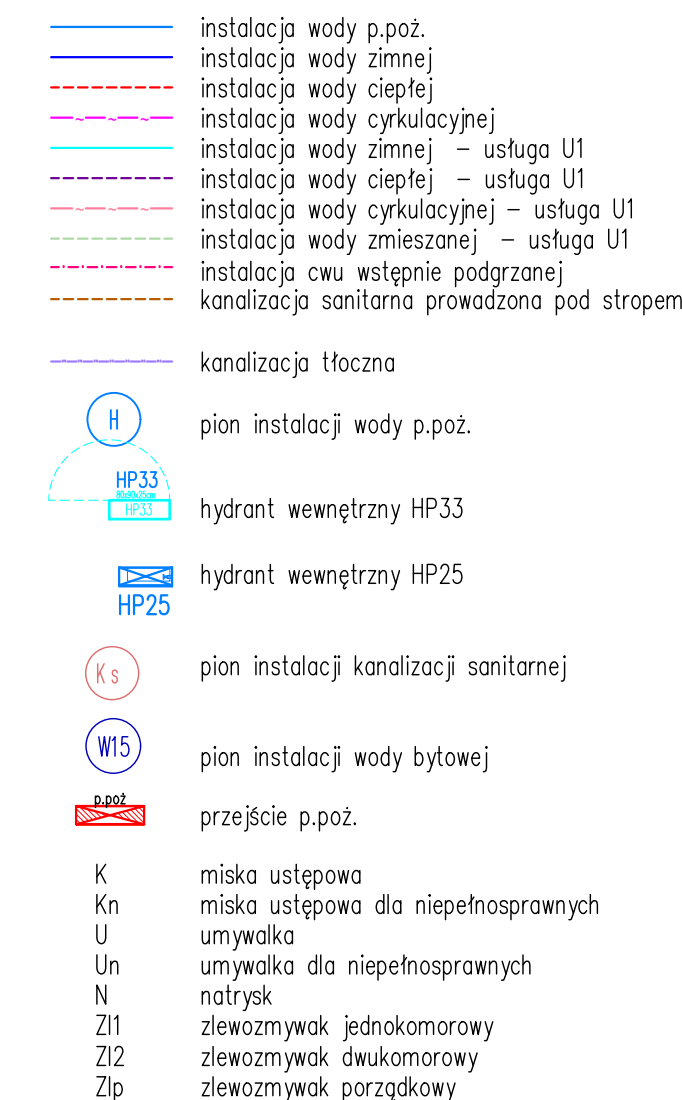 instalacja wody p.poż.
instalacja wody zimnej
instalacja wody ciepłej
instalacja wody cyrkulacyjnej
instalacja wody zimnej – usługa U1
instalacja wody ciepłej – usługa U1
instalacja wody cyrkulacyjnej – usługa U1
instalacja wody zmieszanej – usługa U1
instalacja cwu wstępnie podgrzanej
kanalizacja sanitarna prowadzona pod stropem
kanalizacja tłoczna
H pion instalacji wody p.poż.
HP33
80x90x25cm
HP33 hydrant wewnętrzny HP33
hydrant wewnętrzny HP25
HP25
Ks pion instalacji kanalizacji sanitarnej
W15 pion instalacji wody bytowej
p.poż
przejście p.poż.
K miska ustępowa
Kn miska ustępowa dla niepełnosprawnych
U umywalka
Un umywalka dla niepełnosprawnych
N natrysk
Zl1 zlewozmywak jednokomorowy
Zl2 zlewozmywak dwukomorowy
Zlp zlewozmywak porządkowy